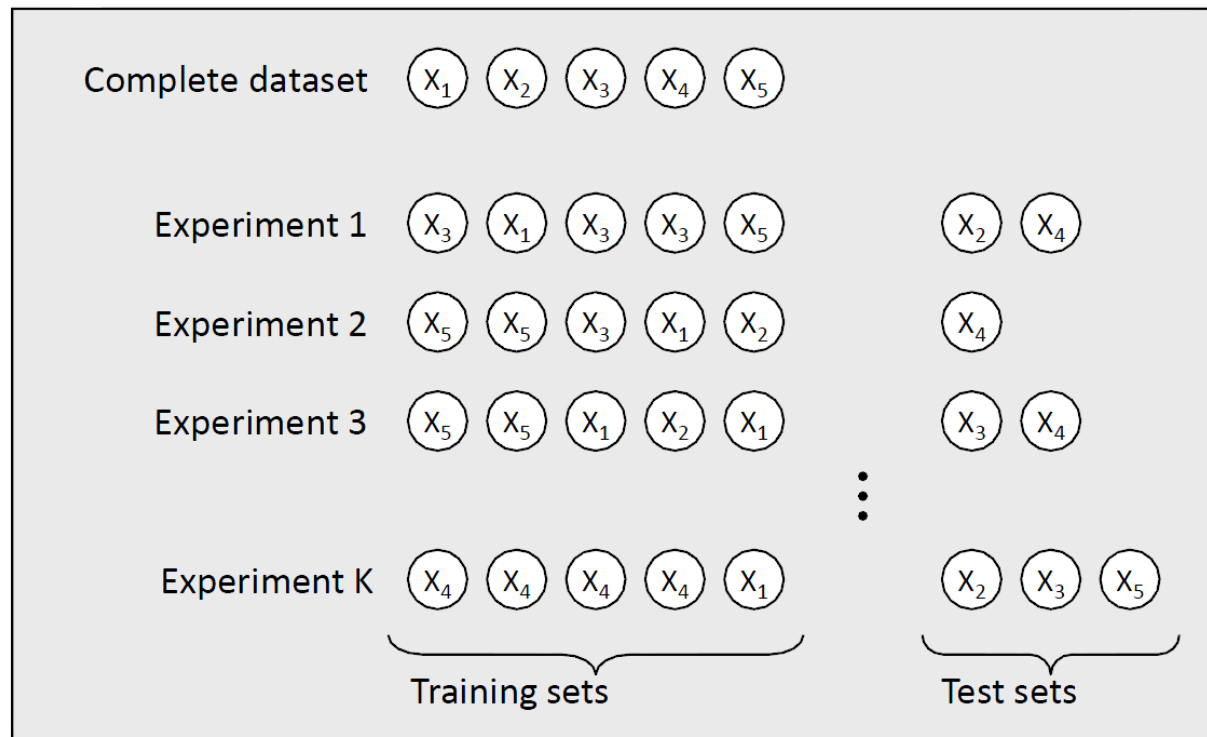 Complete dataset X₁ X₂ X₃ X₄ X₅
Experiment 1 X₃ X₁ X₃ X₃ X₅ X₂ X₄
Experiment 2 X₅ X₅ X₃ X₁ X₂ X₄
Experiment 3 X₅ X₅ X₁ X₂ X₁ X₃ X₄
Experiment K X₄ X₄ X₄ X₄ X₁ X₂ X₃ X₅
Training sets Test sets